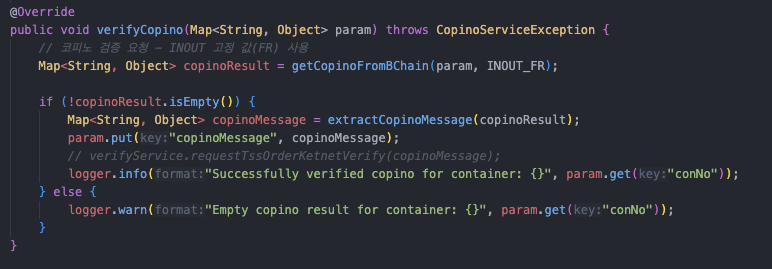 @Override
public void verifyCopino(Map<String, Object> param) throws CopinoServiceException {
// 코피노 검증 요청 – INOUT 고정 값(FR) 사용
Map<String, Object> copinoResult = getCopinoFromBChain(param, INOUT_FR);
if (!copinoResult.isEmpty()) {
Map<String, Object> copinoMessage = extractCopinoMessage(copinoResult);
param.put(key:"copinoMessage", copinoMessage);
// verifyService.requestTssOrderKetnetVerify(copinoMessage);
logger.info(format:"Successfully verified copino for container: {}", param.get(key:"conNo"));
} else {
logger.warn(format:"Empty copino result for container: {}", param.get(key:"conNo"));
}
}